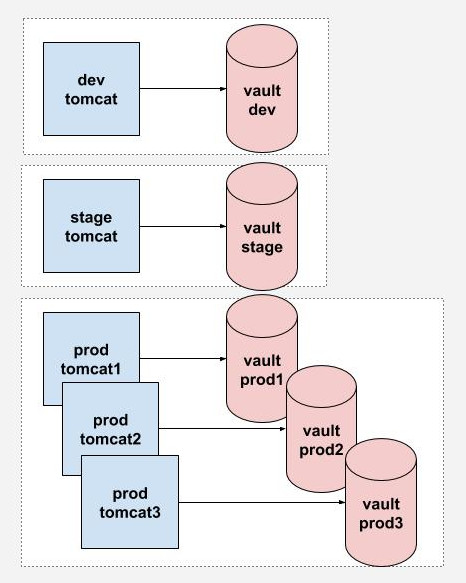 dev
tomcat
vault
dev
stage
tomcat
vault
stage
prod
tomcat1
vault
prod1
prod
tomcat2
vault
prod2
prod
tomcat3
vault
prod3